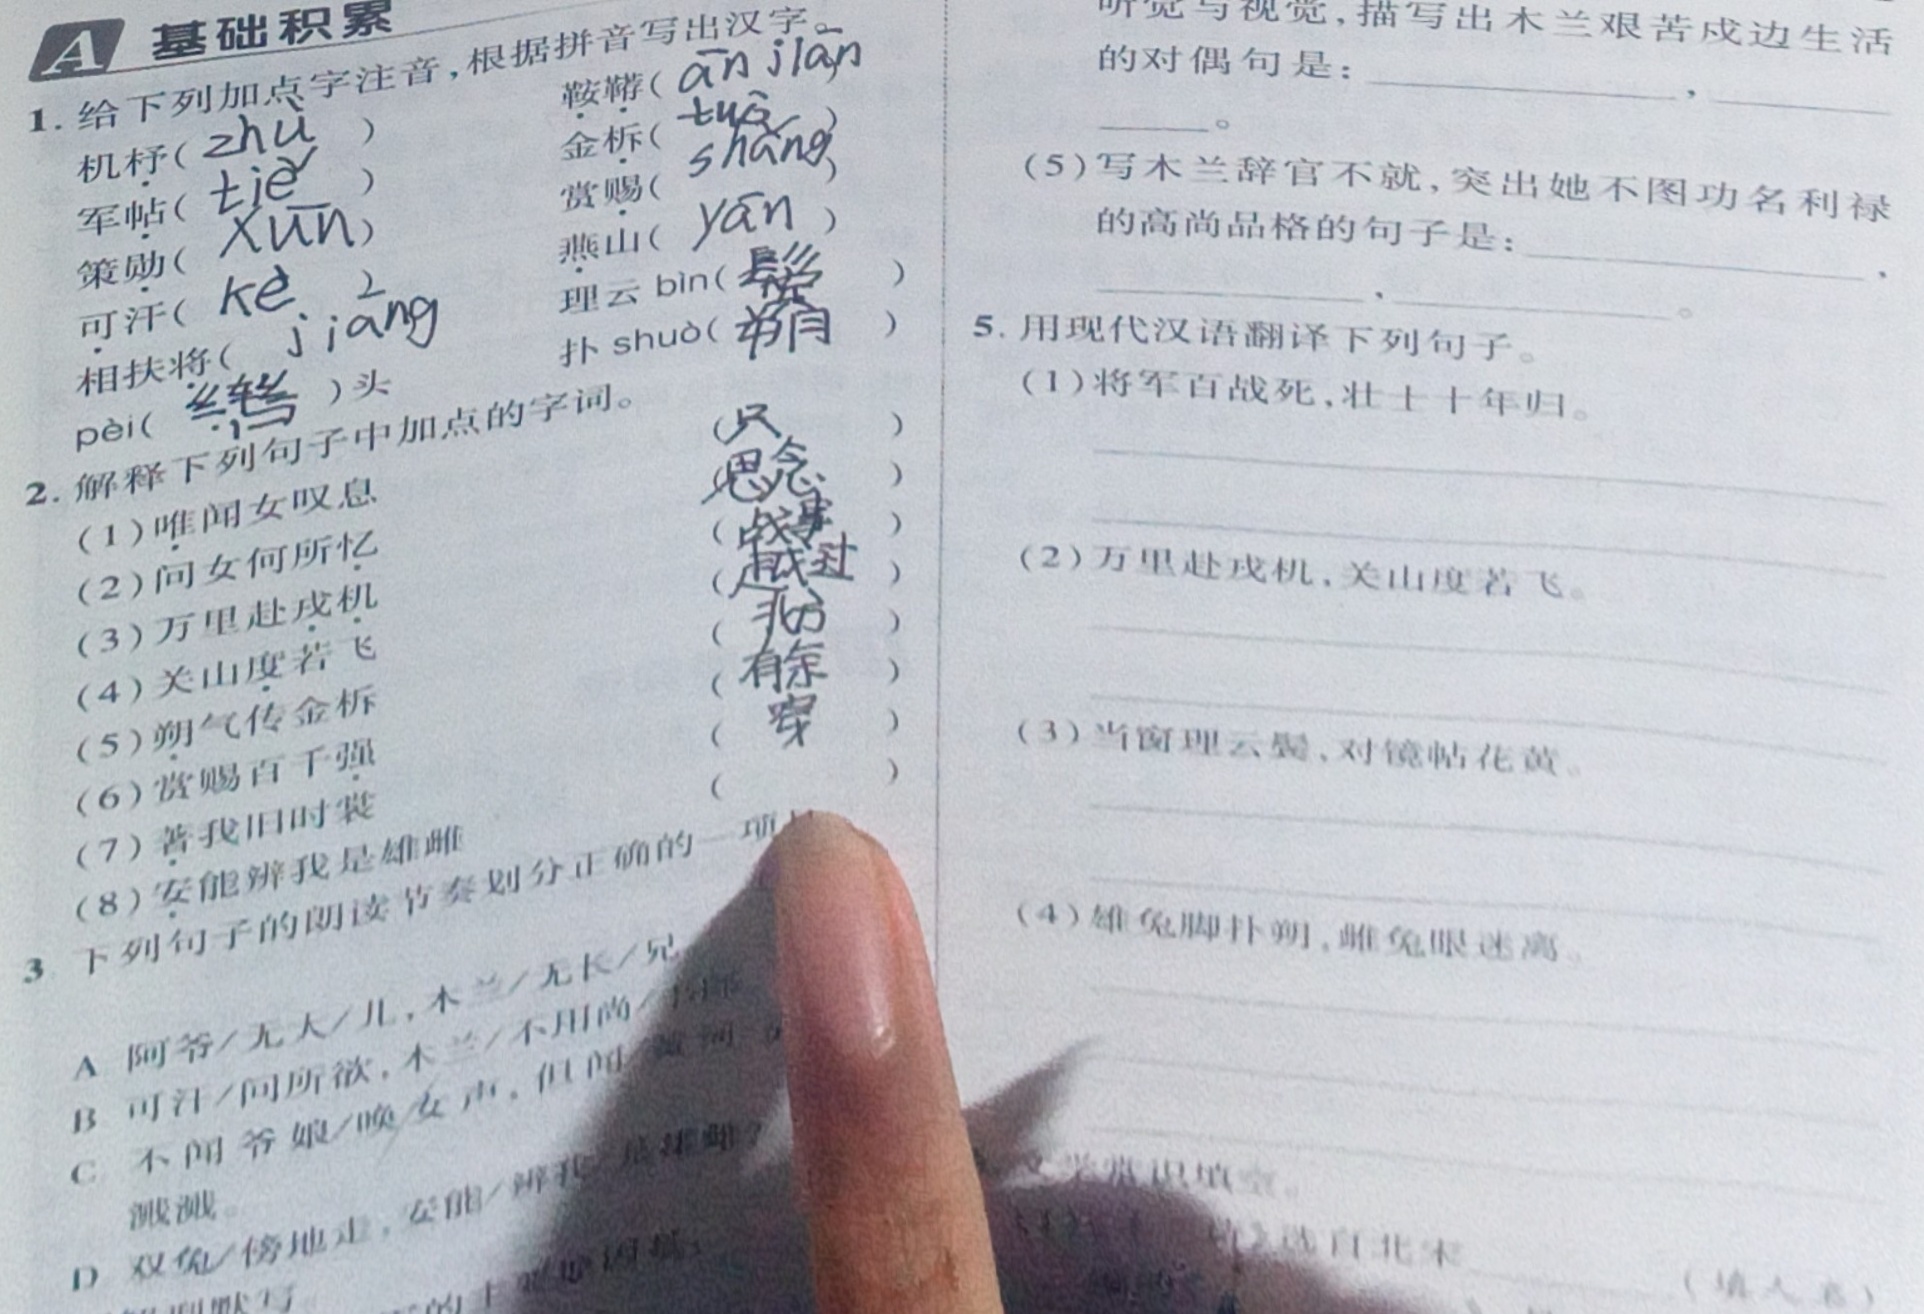 A 基础积累
1. 给下列加点字注音,根据拼音写出汉字。
机杼( zhù ) 鞍鞯( ān jiān )
军帖( tiě ) 金柝( tuò )
策勋( xūn ) 赏赐( shǎng )
可汗( kè ) 燕山( yān )
相扶将( jiāng ) 理云 bìn( 鬓 )
pèi( 辔 )头 扑 shuò( 朔 )
2. 解释下列句子中加点的字词。
(1)唯闻女叹息 ( 只 )
(2)问女何所忆 ( 思念 )
(3)万里赴戎机 ( 战事 )
(4)关山度若飞 ( 越过 )
(5)朔气传金柝 ( 北方 )
(6)赏赐百千强 ( 有余 )
(7)著我旧时裳 ( 穿 )
(8)安能辨我是雄雌 ( )
3 下列句子的朗读节奏划分正确的一项
A 阿爷/无大/儿,木兰/无长/兄
B 可汗/问所欲,木兰/不用尚/
C 不闻爷娘/唤/女声,但闻
溅溅。
D 双兔/傍地走,安能/辨我 是雄雌?
听觉与视觉,描写出木兰艰苦戍边生活
的对偶句是: ,
。
(5)写木兰辞官不就,突出她不图功名利禄
的高尚品格的句子是: ,
, 。
5. 用现代汉语翻译下列句子。
(1)将军百战死,壮士十年归。
(2)万里赴戎机,关山度若飞。
(3)当窗理云鬓,对镜帖花黄。
(4)雄兔脚扑朔,雌兔眼迷离。
文学常识填空。
选自北宋
(填人名)